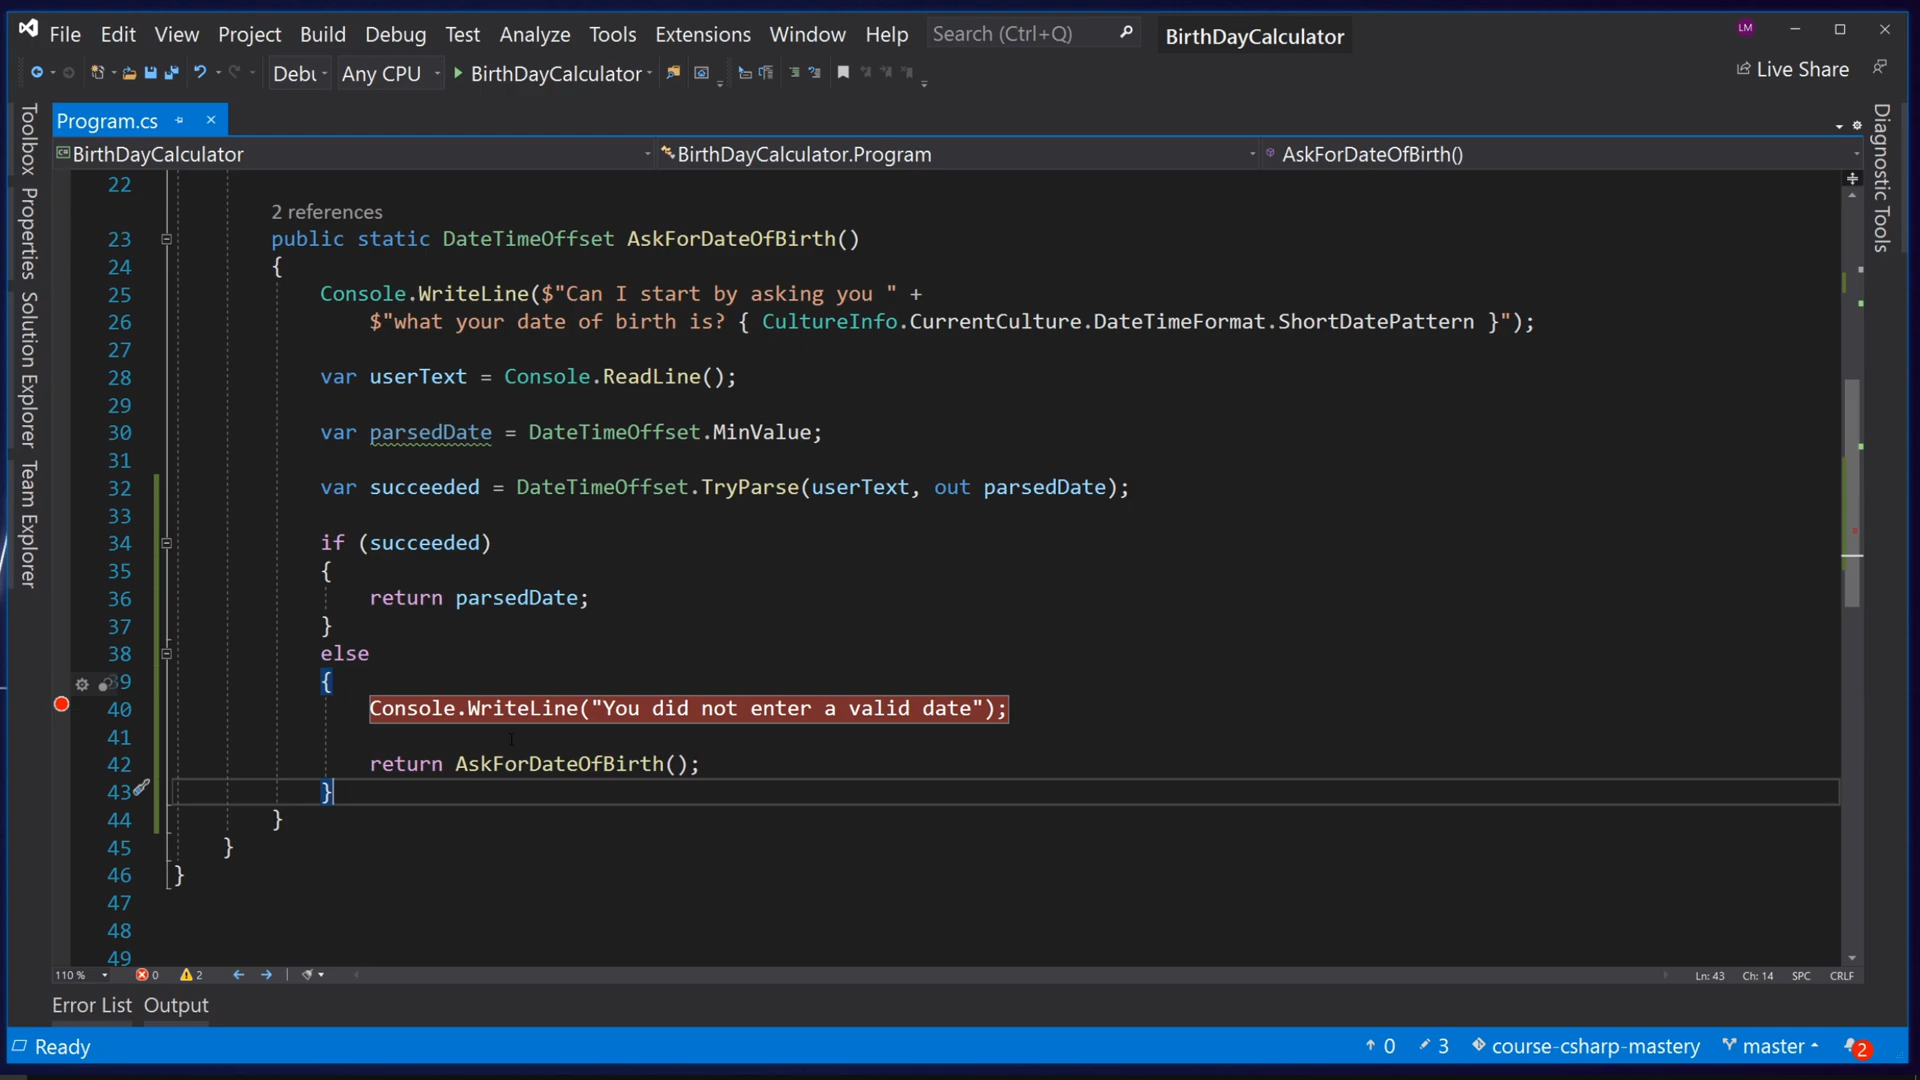 File Edit View Project Build Debug Test Analyze Tools Extensions Window Help Search (Ctrl+Q) BirthDayCalculator LM
Debu Any CPU BirthDayCalculator Live Share
Program.cs
BirthDayCalculator BirthDayCalculator.Program AskForDateOfBirth()
Toolbox
Properties
Solution Explorer
Team Explorer
Diagnostic Tools
22
2 references
23 public static DateTimeOffset AskForDateOfBirth()
24 {
25 Console.WriteLine($"Can I start by asking you " +
26 $"what your date of birth is? { CultureInfo.CurrentCulture.DateTimeFormat.ShortDatePattern }");
27
28 var userText = Console.ReadLine();
29
30 var parsedDate = DateTimeOffset.MinValue;
31
32 var succeeded = DateTimeOffset.TryParse(userText, out parsedDate);
33
34 if (succeeded)
35 {
36 return parsedDate;
37 }
38 else
39 {
40 Console.WriteLine("You did not enter a valid date");
41
42 return AskForDateOfBirth();
43 }
44 }
45 }
46 }
47
48
49
110 % 0 2 Ln: 43 Ch: 14 SPC CRLF
Error List Output
Ready 0 3 course-csharp-mastery master 2